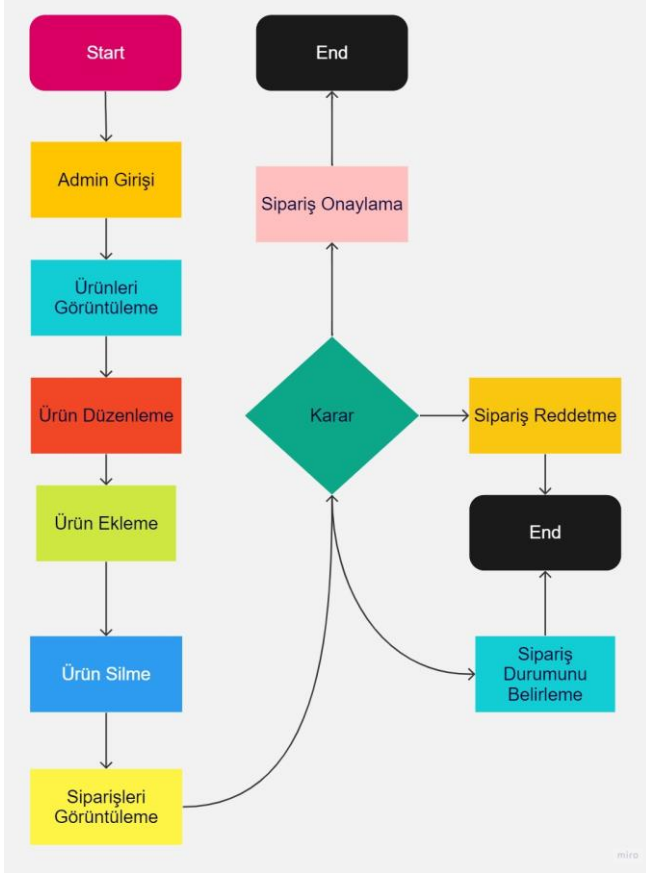 Start
Admin Girişi
Ürünleri
Görüntüleme
Ürün Düzenleme
Ürün Ekleme
Ürün Silme
Siparişleri
Görüntüleme
End
Sipariş Onaylama
Karar
Sipariş Reddetme
End
Sipariş
Durumunu
Belirleme
miro